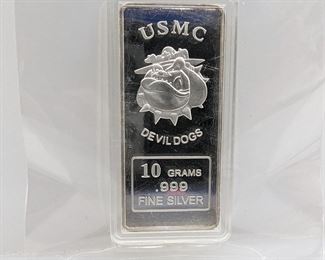 USMC
DEVIL DOGS
10 GRAMS
.999
FINE SILVER